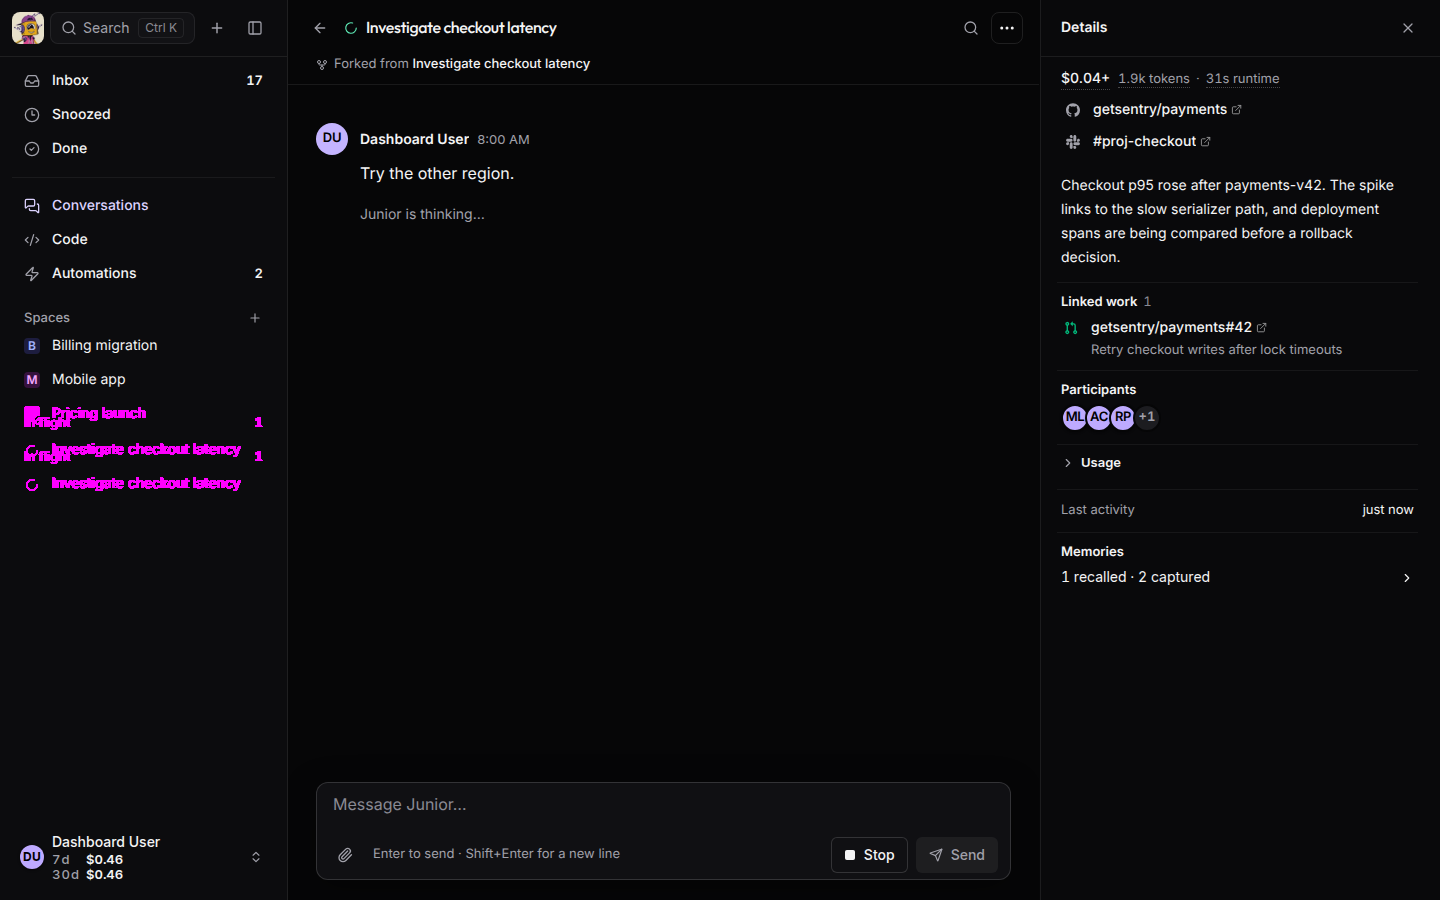 Search Ctrl K
Inbox 17
Snoozed
Done
Conversations
Code
Automations 2
Spaces
B Billing migration
M Mobile app
Pricing launch
In flight 1
Investigate checkout latency
In flight 1
Investigate checkout latency
DU Dashboard User
7d $0.46
30d $0.46
Investigate checkout latency
Forked from Investigate checkout latency
DU Dashboard User 8:00 AM
Try the other region.
Junior is thinking...
Message Junior...
Enter to send · Shift+Enter for a new line
Stop
Send
Details
$0.04+ 1.9k tokens · 31s runtime
getsentry/payments
#proj-checkout
Checkout p95 rose after payments-v42. The spike
links to the slow serializer path, and deployment
spans are being compared before a rollback
decision.
Linked work 1
getsentry/payments#42
Retry checkout writes after lock timeouts
Participants
ML AC RP +1
Usage
Last activity just now
Memories
1 recalled · 2 captured